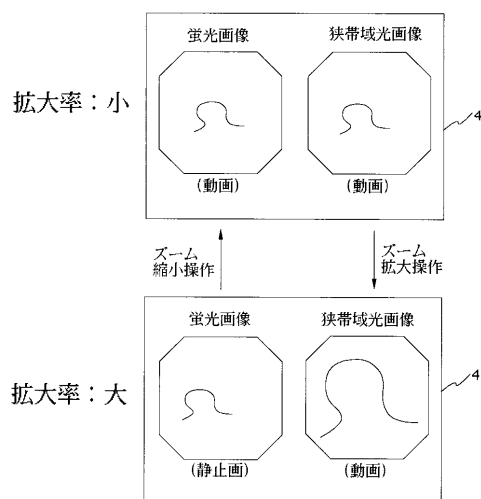 蛍光画像
狭帯域光画像
拡大率：小
4
(動画)
(動画)
ズーム
縮小操作
ズーム
拡大操作
蛍光画像
狭帯域光画像
拡大率：大
4
(静止画)
(動画)